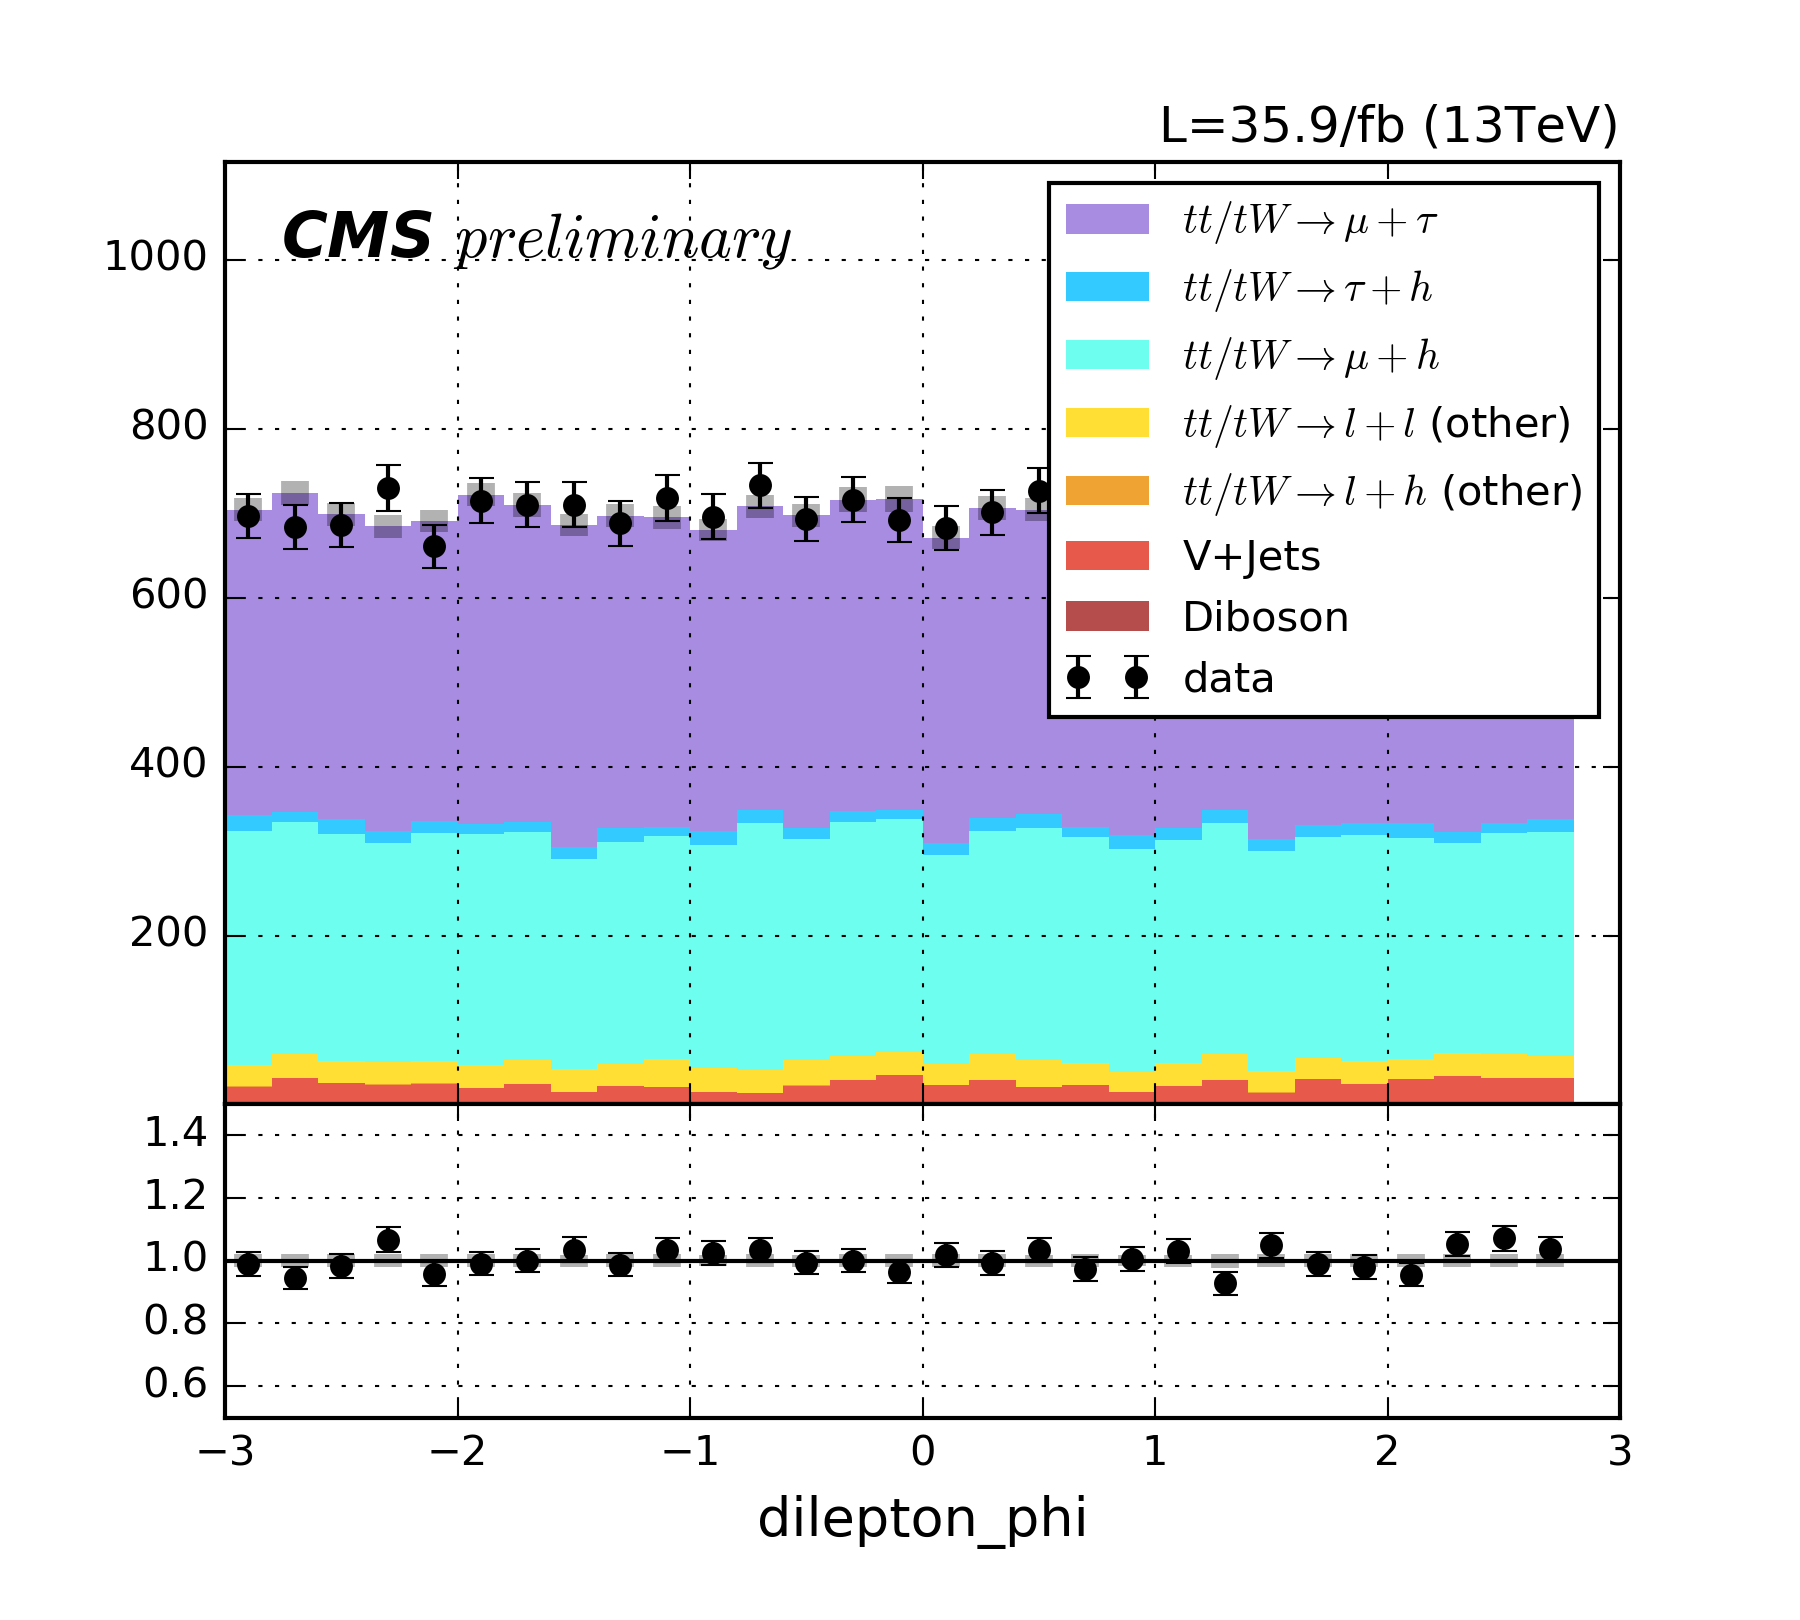 L=35.9/fb (13TeV)
CMS preliminary
1000
800
600
400
200
tt/tW→μ+τ
tt/tW→τ+h
tt/tW→μ+h
tt/tW→l+l (other)
tt/tW→l+h (other)
V+Jets
Diboson
data
1.4
1.2
1.0
0.8
0.6
−3 −2 −1 0 1 2 3
dilepton_phi